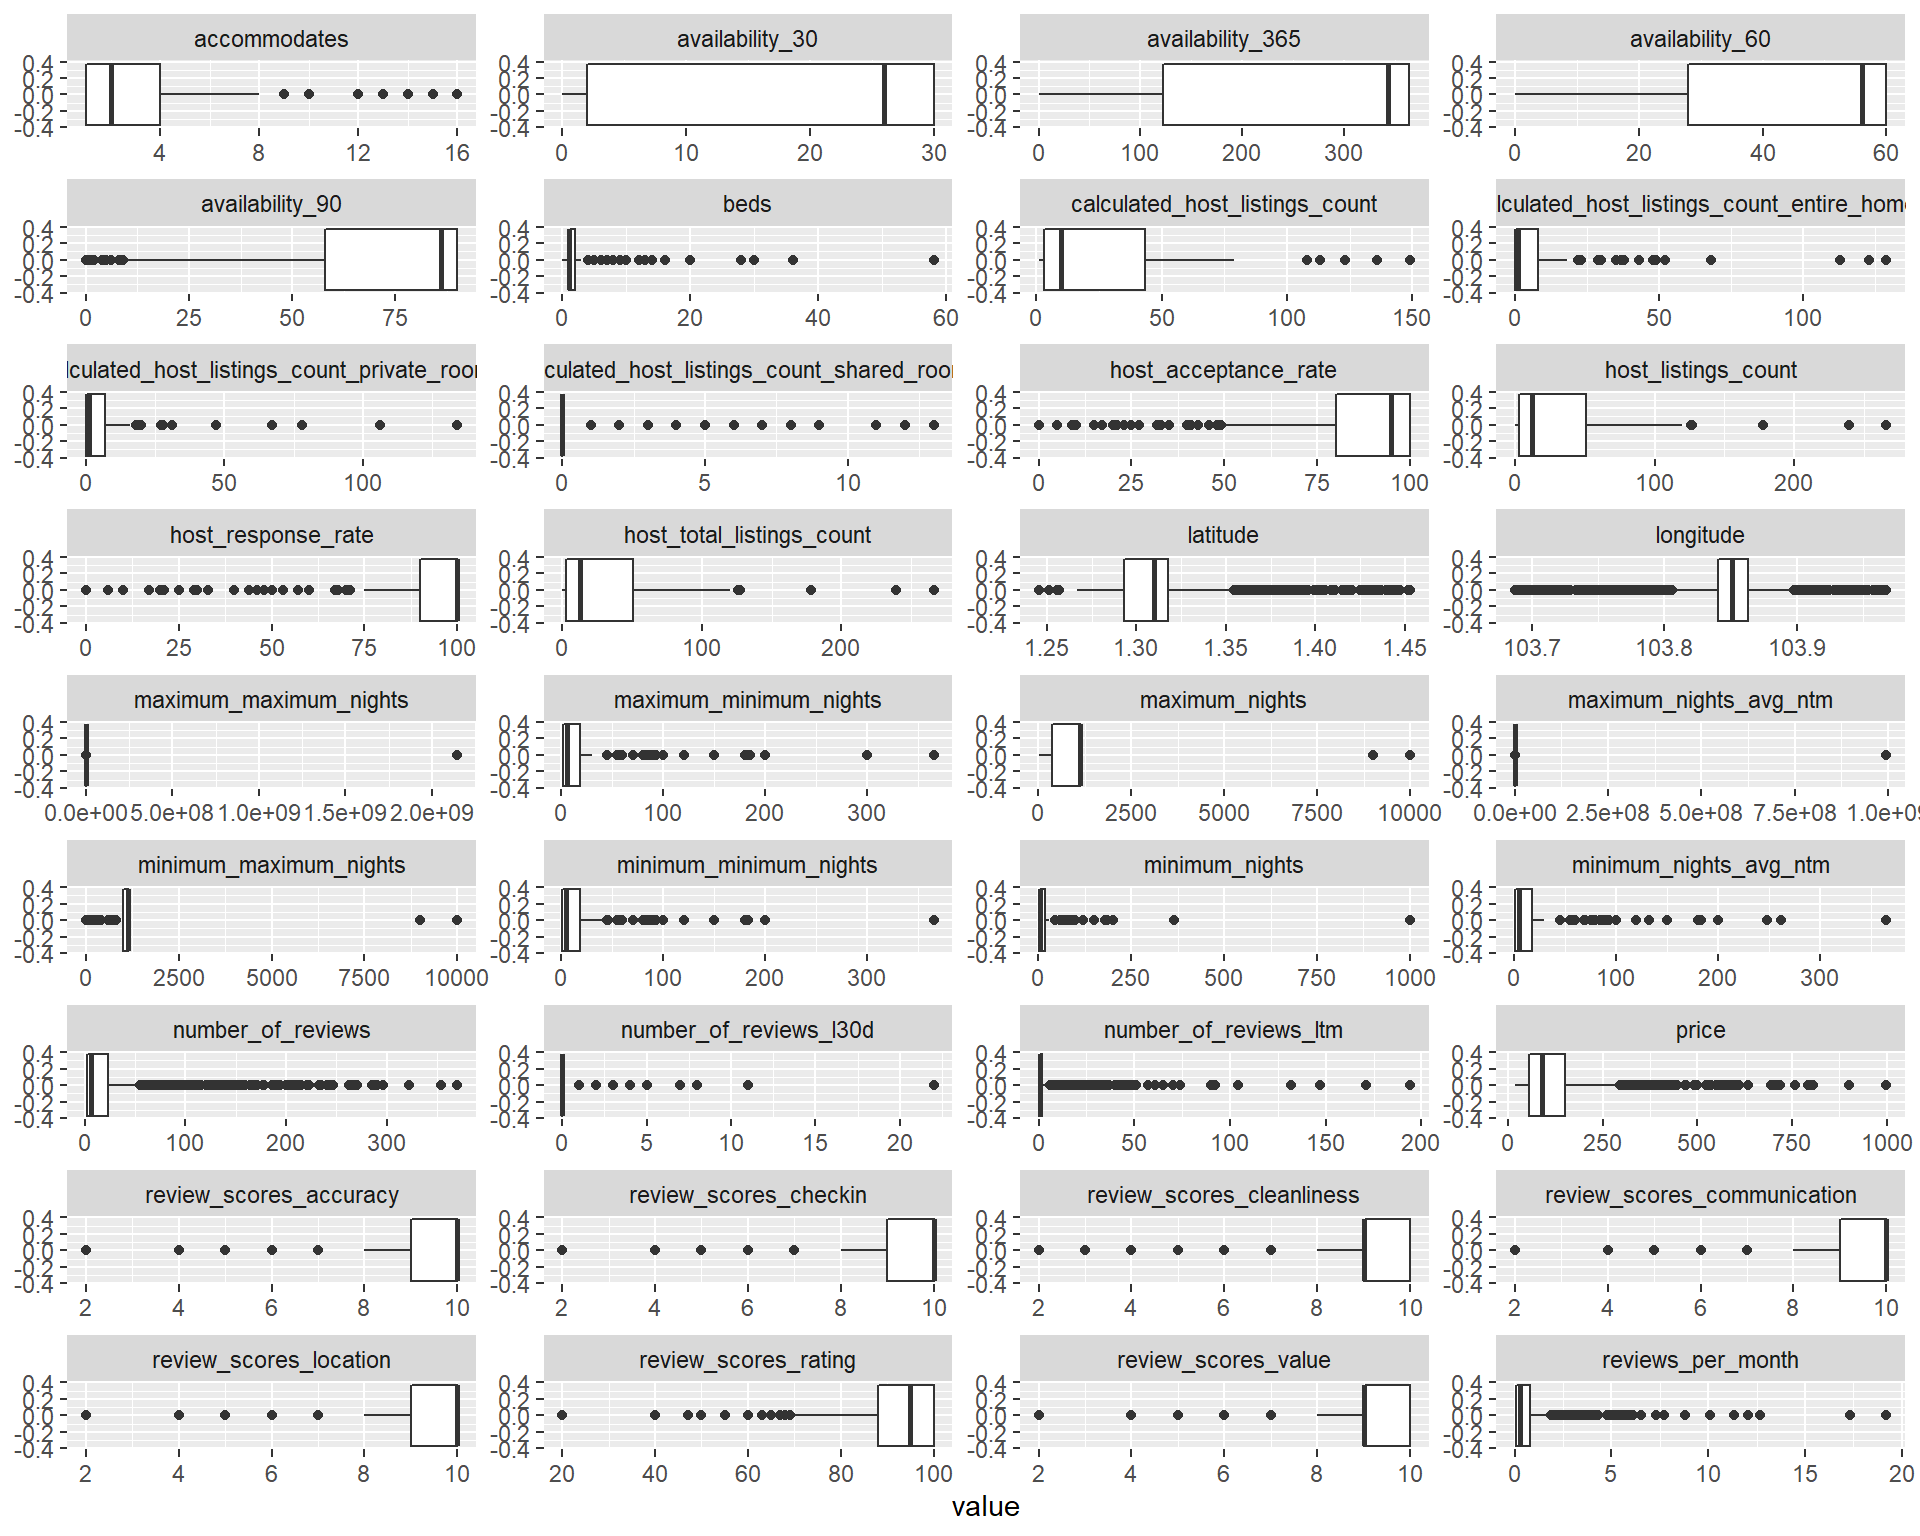 accommodates availability_30 availability_365 availability_60
0.4 0.4 0.4 0.4
0.2 0.2 0.2 0.2
0.0 0.0 0.0 0.0
-0.2 -0.2 -0.2 -0.2
-0.4 -0.4 -0.4 -0.4
4 8 12 16 0 10 20 30 0 100 200 300 0 20 40 60
availability_90 beds calculated_host_listings_count lculated_host_listings_count_entire_hom
0.4 0.4 0.4 0.4
0.2 0.2 0.2 0.2
0.0 0.0 0.0 0.0
-0.2 -0.2 -0.2 -0.2
-0.4 -0.4 -0.4 -0.4
0 25 50 75 0 20 40 60 0 50 100 150 0 50 100
lculated_host_listings_count_private_roo culated_host_listings_count_shared_roo host_acceptance_rate host_listings_count
0.4 0.4 0.4 0.4
0.2 0.2 0.2 0.2
0.0 0.0 0.0 0.0
-0.2 -0.2 -0.2 -0.2
-0.4 -0.4 -0.4 -0.4
0 50 100 0 5 10 0 25 50 75 100 0 100 200
host_response_rate host_total_listings_count latitude longitude
0.4 0.4 0.4 0.4
0.2 0.2 0.2 0.2
0.0 0.0 0.0 0.0
-0.2 -0.2 -0.2 -0.2
-0.4 -0.4 -0.4 -0.4
0 25 50 75 100 0 100 200 1.25 1.30 1.35 1.40 1.45 103.7 103.8 103.9
maximum_maximum_nights maximum_minimum_nights maximum_nights maximum_nights_avg_ntm
0.4 0.4 0.4 0.4
0.2 0.2 0.2 0.2
0.0 0.0 0.0 0.0
-0.2 -0.2 -0.2 -0.2
-0.4 -0.4 -0.4 -0.4
0.0e+00 5.0e+08 1.0e+09 1.5e+09 2.0e+09 0 100 200 300 0 2500 5000 7500 10000 0.0e+00 2.5e+08 5.0e+08 7.5e+08 1.0e+09
minimum_maximum_nights minimum_minimum_nights minimum_nights minimum_nights_avg_ntm
0.4 0.4 0.4 0.4
0.2 0.2 0.2 0.2
0.0 0.0 0.0 0.0
-0.2 -0.2 -0.2 -0.2
-0.4 -0.4 -0.4 -0.4
0 2500 5000 7500 10000 0 100 200 300 0 250 500 750 1000 0 100 200 300
number_of_reviews number_of_reviews_l30d number_of_reviews_ltm price
0.4 0.4 0.4 0.4
0.2 0.2 0.2 0.2
0.0 0.0 0.0 0.0
-0.2 -0.2 -0.2 -0.2
-0.4 -0.4 -0.4 -0.4
0 100 200 300 0 5 10 15 20 0 50 100 150 200 0 250 500 750 1000
review_scores_accuracy review_scores_checkin review_scores_cleanliness review_scores_communication
0.4 0.4 0.4 0.4
0.2 0.2 0.2 0.2
0.0 0.0 0.0 0.0
-0.2 -0.2 -0.2 -0.2
-0.4 -0.4 -0.4 -0.4
2 4 6 8 10 2 4 6 8 10 2 4 6 8 10 2 4 6 8 10
review_scores_location review_scores_rating review_scores_value reviews_per_month
0.4 0.4 0.4 0.4
0.2 0.2 0.2 0.2
0.0 0.0 0.0 0.0
-0.2 -0.2 -0.2 -0.2
-0.4 -0.4 -0.4 -0.4
2 4 6 8 10 20 40 60 80 100 2 4 6 8 10 0 5 10 15 20
value